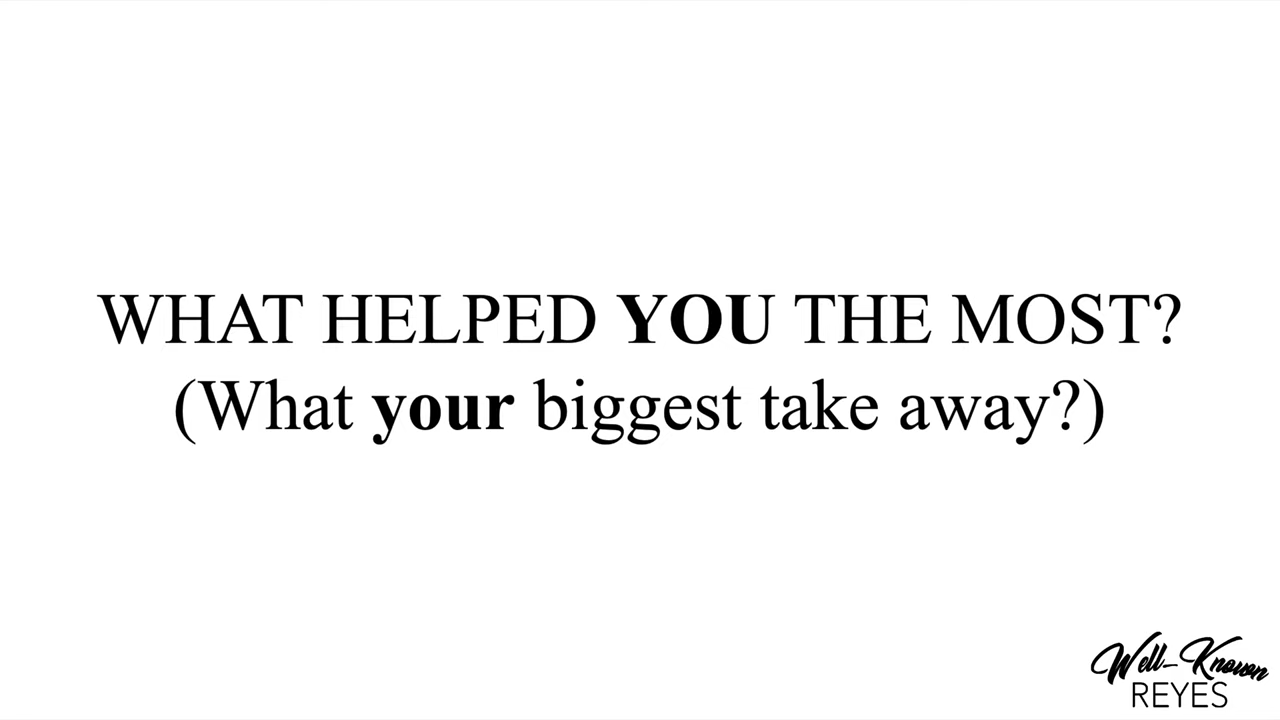 WHAT HELPED YOU THE MOST?
(What your biggest take away?)
Well-Known
REYES